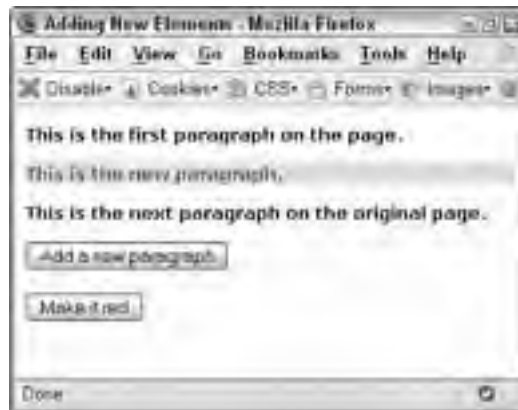 Adding New Elements - Mozilla Firefox
File Edit View Go Bookmarks Tools Help
Disable Cookies CSS Forms Images
This is the first paragraph on the page.
This is the new paragraph.
This is the next paragraph on the original page.
Add a new paragraph
Make it red
Done